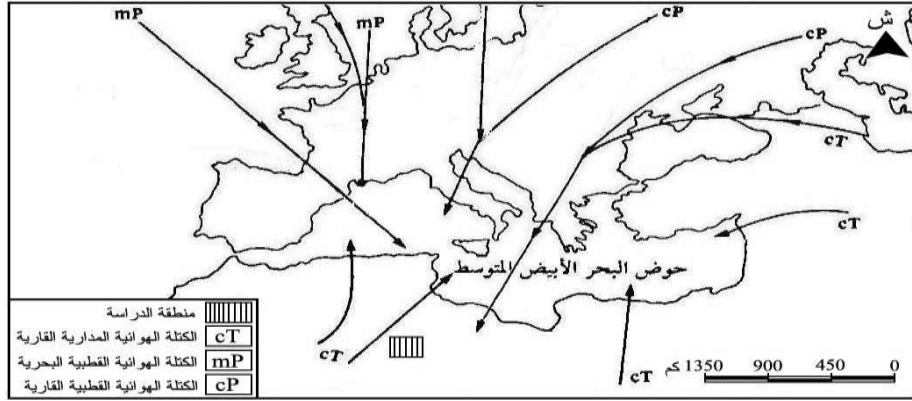 mP
mP
cP
cP
ش
cT
cT
حوض البحر الأبيض المتوسط
cT
cT
منطقة الدراسة
cT الكتلة الهوائية المدارية القارية
mP الكتلة الهوائية القطبية البحرية
cP الكتلة الهوائية القطبية القارية
1350 كم 900 450 0